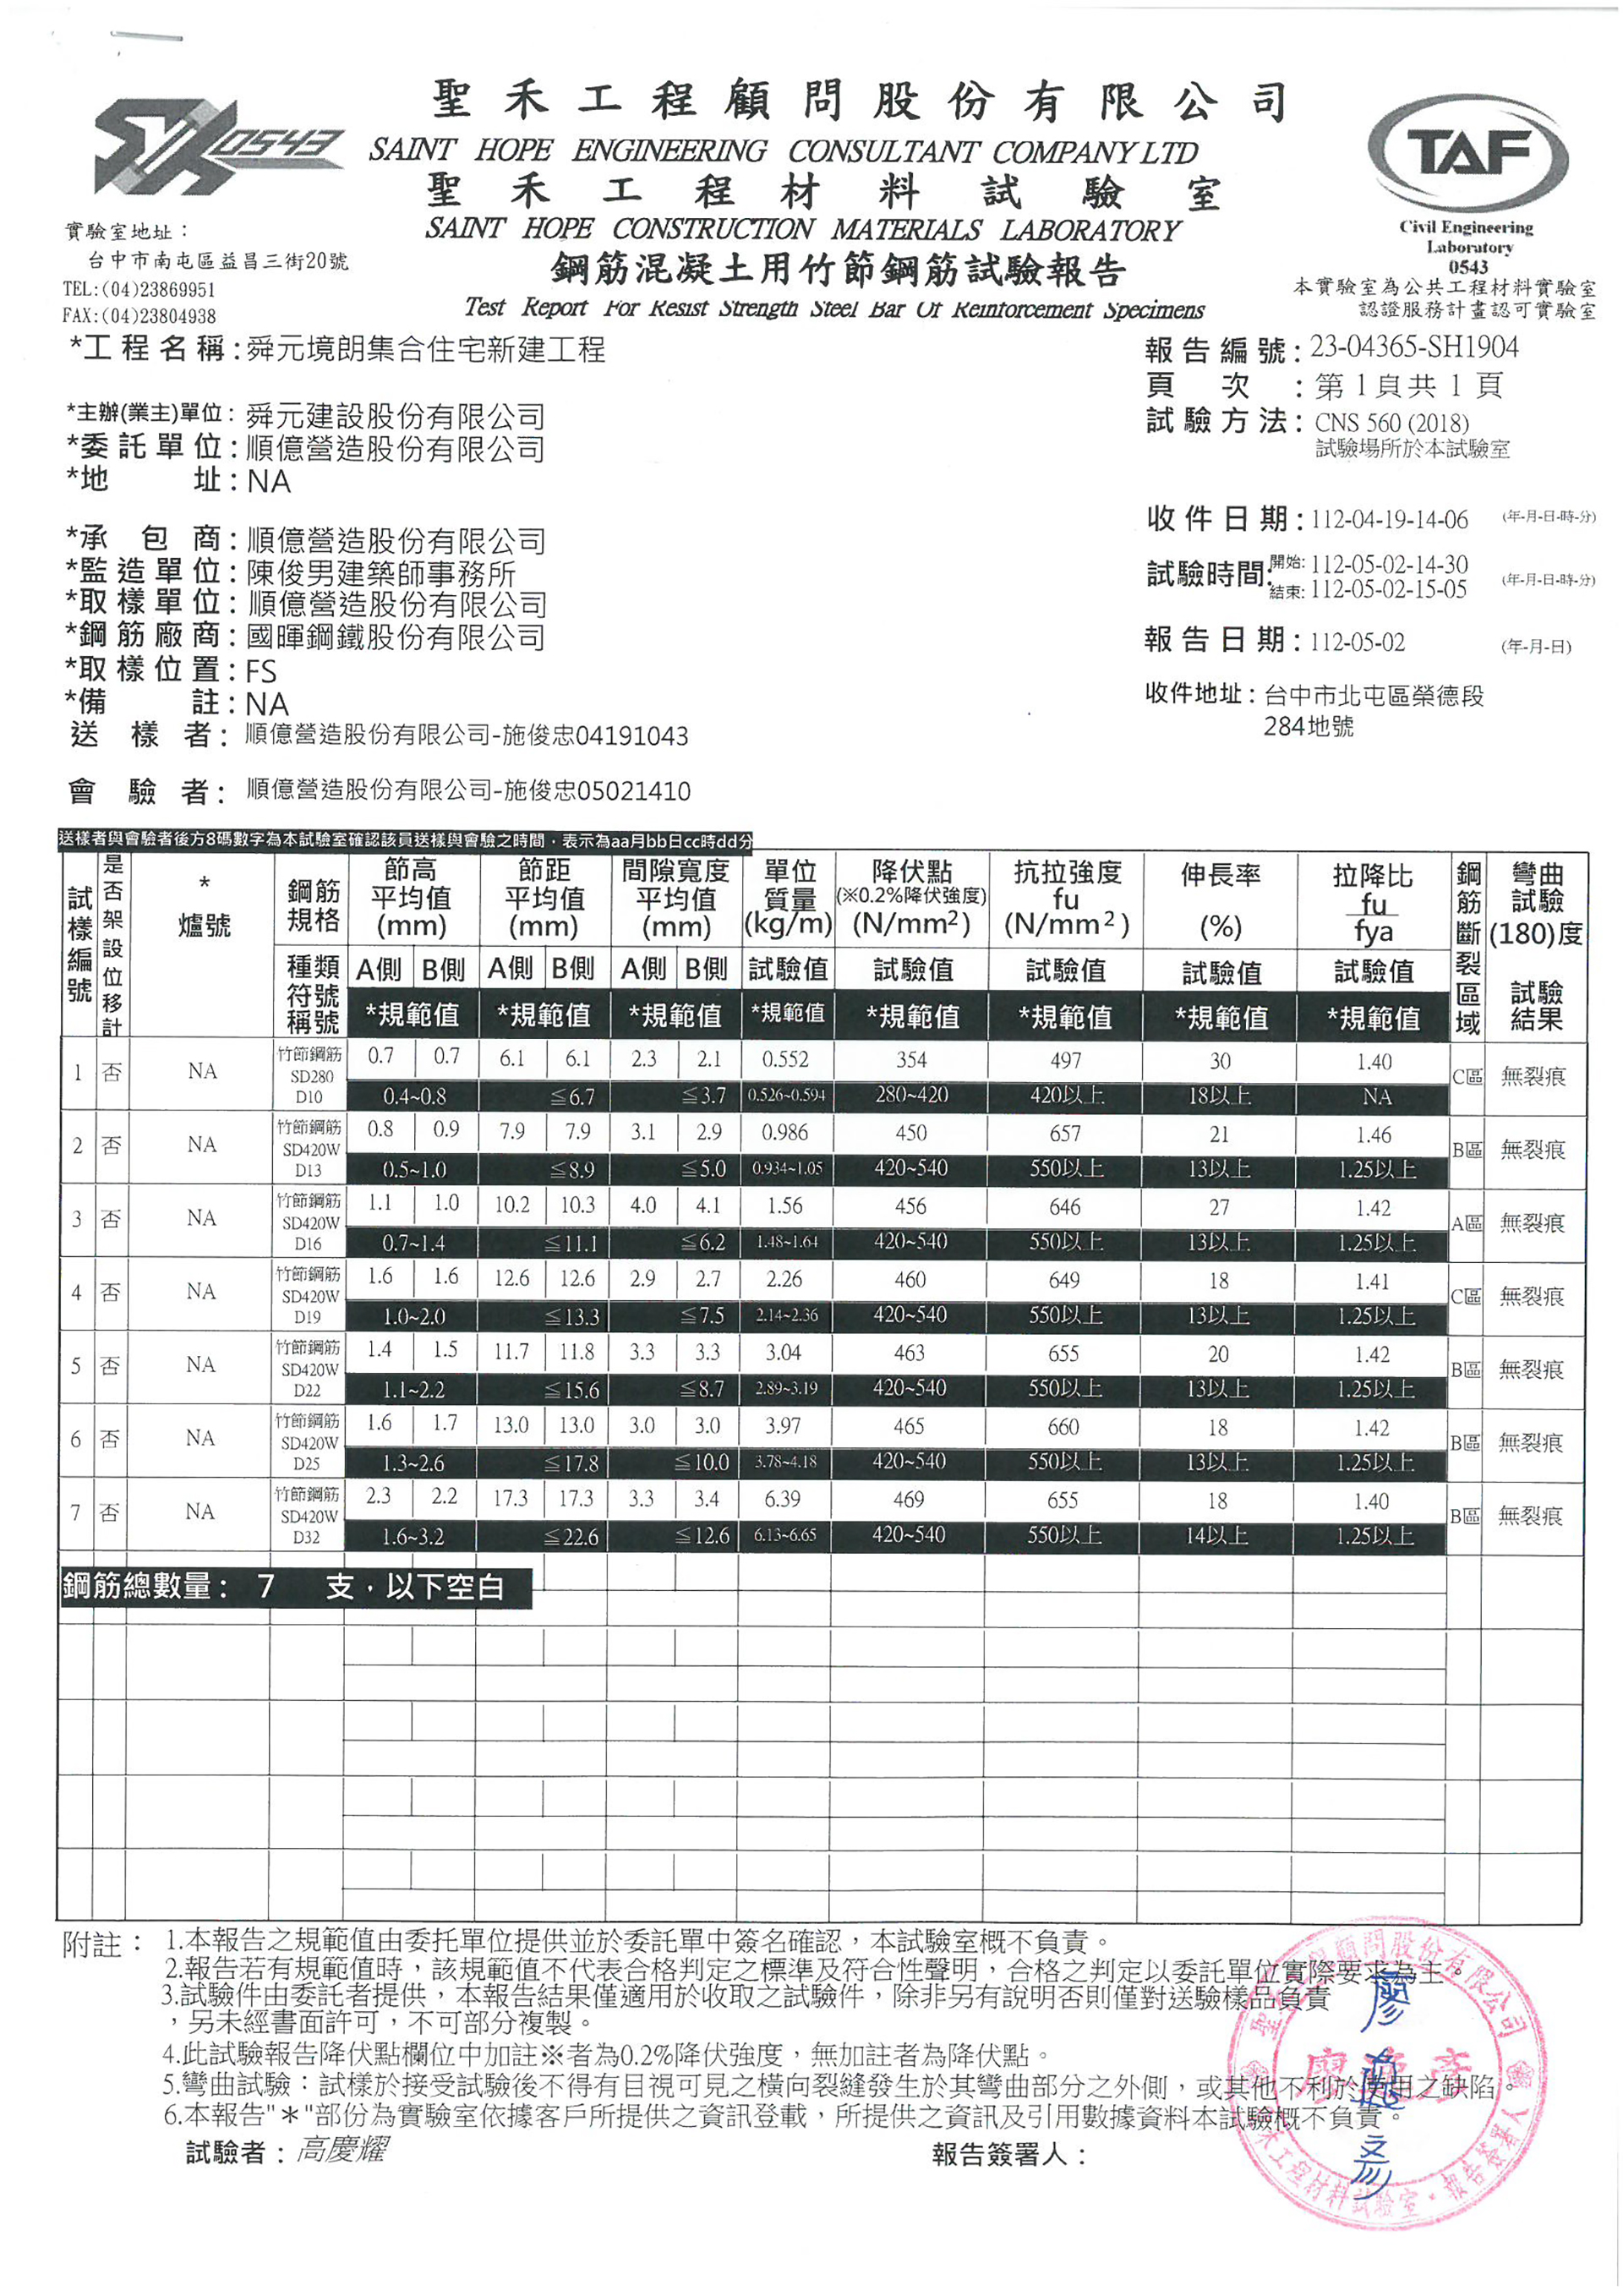 聖禾工程顧問股份有限公司
SAINT HOPE ENGINEERING CONSULTANT COMPANY LTD
聖禾工程材料試驗室
SAINT HOPE CONSTRUCTION MATERIALS LABORATORY
鋼筋混凝土用竹節鋼筋試驗報告
Test Report For Resist Strength Steel Bar Of Reinforcement Specimens
0543
實驗室地址：
台中市南屯區益昌三街20號
TEL:(04)23869951
FAX:(04)23804938
TAF
Civil Engineering
Laboratory
0543
本實驗室為公共工程材料實驗室
認證服務計畫認可實驗室
*工程名稱:舜元境朗集合住宅新建工程
*主辦(業主)單位:舜元建設股份有限公司
*委託單位:順億營造股份有限公司
*地址:NA
*承包商:順億營造股份有限公司
*監造單位:陳俊男建築師事務所
*取樣單位:順億營造股份有限公司
*鋼筋廠商:國暉鋼鐵股份有限公司
*取樣位置:FS
*備註:NA
送樣者:順億營造股份有限公司-施俊忠04191043
會驗者:順億營造股份有限公司-施俊忠05021410
報告編號:23-04365-SH1904
頁次:第1頁共1頁
試驗方法:CNS 560 (2018)
試驗場所於本試驗室
收件日期:112-04-19-14-06 (年-月-日-時-分)
試驗時間:開始:112-05-02-14-30
結束:112-05-02-15-05 (年-月-日-時-分)
報告日期:112-05-02 (年-月-日)
收件地址:台中市北屯區榮德段
284地號
送樣者與會驗者後方8碼數字為本試驗室確認該員送樣與會驗之時間，表示為aa月bb日cc時dd分
試樣編號 是否架設位移計 *爐號 鋼筋規格 節高平均值(mm) 節距平均值(mm) 間隙寬度平均值(mm) 單位質量(kg/m) 降伏點(※0.2%降伏強度)(N/mm²) 抗拉強度fu(N/mm²) 伸長率(%) 拉降比fu/fya 鋼筋斷裂區域 彎曲試驗(180)度
種類符號稱號 A側 B側 A側 B側 A側 B側 試驗值 試驗值 試驗值 試驗值 試驗值 試驗結果
*規範值 *規範值 *規範值 *規範值 *規範值 *規範值 *規範值 *規範值
1 否 NA 竹節鋼筋 SD280 D10 0.7 0.7 6.1 6.1 2.3 2.1 0.552 354 497 30 1.40 C區 無裂痕
0.4~0.8 ≦6.7 ≦3.7 0.526~0.594 280~420 420以上 18以上 NA
2 否 NA 竹節鋼筋 SD420W D13 0.8 0.9 7.9 7.9 3.1 2.9 0.986 450 657 21 1.46 B區 無裂痕
0.5~1.0 ≦8.9 ≦5.0 0.934~1.05 420~540 550以上 13以上 1.25以上
3 否 NA 竹節鋼筋 SD420W D16 1.1 1.0 10.2 10.3 4.0 4.1 1.56 456 646 27 1.42 A區 無裂痕
0.7~1.4 ≦11.1 ≦6.2 1.48~1.64 420~540 550以上 13以上 1.25以上
4 否 NA 竹節鋼筋 SD420W D19 1.6 1.6 12.6 12.6 2.9 2.7 2.26 460 649 18 1.41 C區 無裂痕
1.0~2.0 ≦13.3 ≦7.5 2.14~2.36 420~540 550以上 13以上 1.25以上
5 否 NA 竹節鋼筋 SD420W D22 1.4 1.5 11.7 11.8 3.3 3.3 3.04 463 655 20 1.42 B區 無裂痕
1.1~2.2 ≦15.6 ≦8.7 2.89~3.19 420~540 550以上 13以上 1.25以上
6 否 NA 竹節鋼筋 SD420W D25 1.6 1.7 13.0 13.0 3.0 3.0 3.97 465 660 18 1.42 B區 無裂痕
1.3~2.6 ≦17.8 ≦10.0 3.78~4.18 420~540 550以上 13以上 1.25以上
7 否 NA 竹節鋼筋 SD420W D32 2.3 2.2 17.3 17.3 3.3 3.4 6.39 469 655 18 1.40 B區 無裂痕
1.6~3.2 ≦22.6 ≦12.6 6.13~6.65 420~540 550以上 14以上 1.25以上
鋼筋總數量： 7 支，以下空白
附註： 1.本報告之規範值由委托單位提供並於委託單中簽名確認，本試驗室概不負責。
2.報告若有規範值時，該規範值不代表合格判定之標準及符合性聲明，合格之判定以委託單位實際要求為主。
3.試驗件由委託者提供，本報告結果僅適用於收取之試驗件，除非另有說明否則僅對送驗樣品負責
，另未經書面許可，不可部分複製。
4.此試驗報告降伏點欄位中加註※者為0.2%降伏強度，無加註者為降伏點。
5.彎曲試驗：試樣於接受試驗後不得有目視可見之橫向裂縫發生於其彎曲部分之外側，或其他不利於使用之缺陷。
6.本報告"＊"部份為實驗室依據客戶所提供之資訊登載，所提供之資訊及引用數據資料本試驗概不負責。
試驗者：高慶耀
報告簽署人：